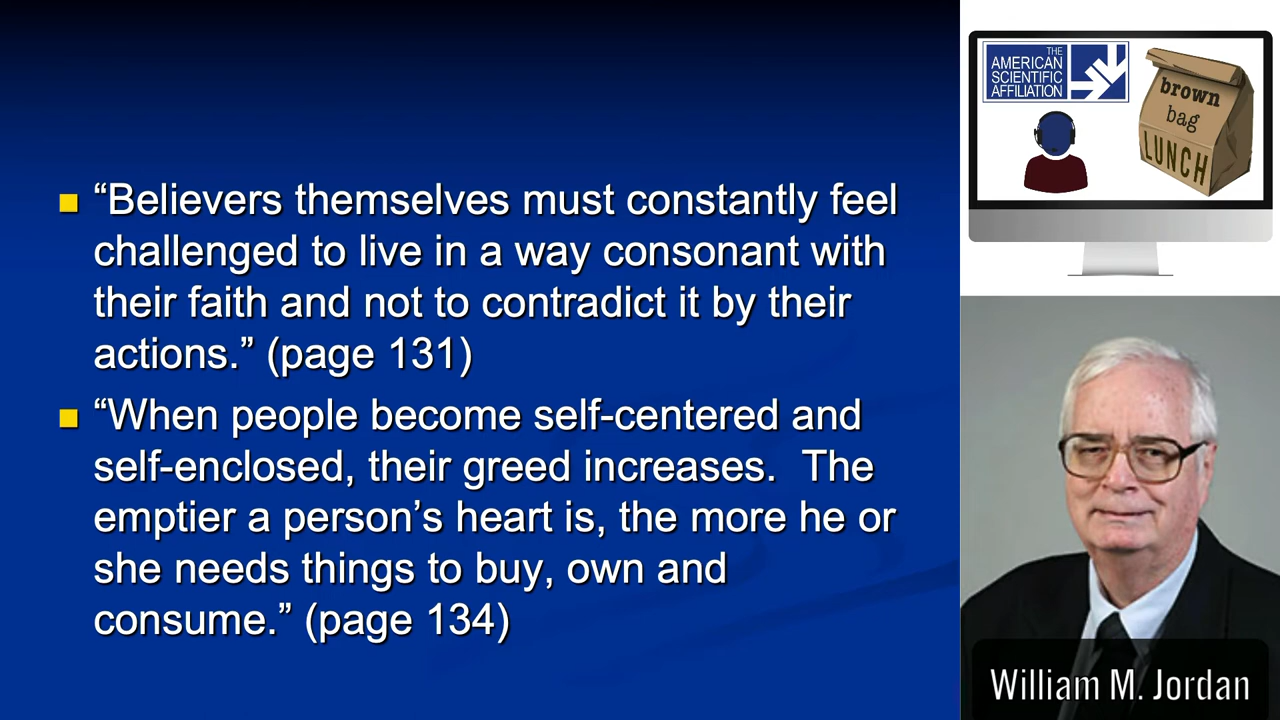 “Believers themselves must constantly feel
challenged to live in a way consonant with
their faith and not to contradict it by their
actions.” (page 131)
“When people become self-centered and
self-enclosed, their greed increases.  The
emptier a person’s heart is, the more he or
she needs things to buy, own and
consume.” (page 134)
THE
AMERICAN
SCIENTIFIC
AFFILIATION
brown
bag
LUNCH
William M. Jordan